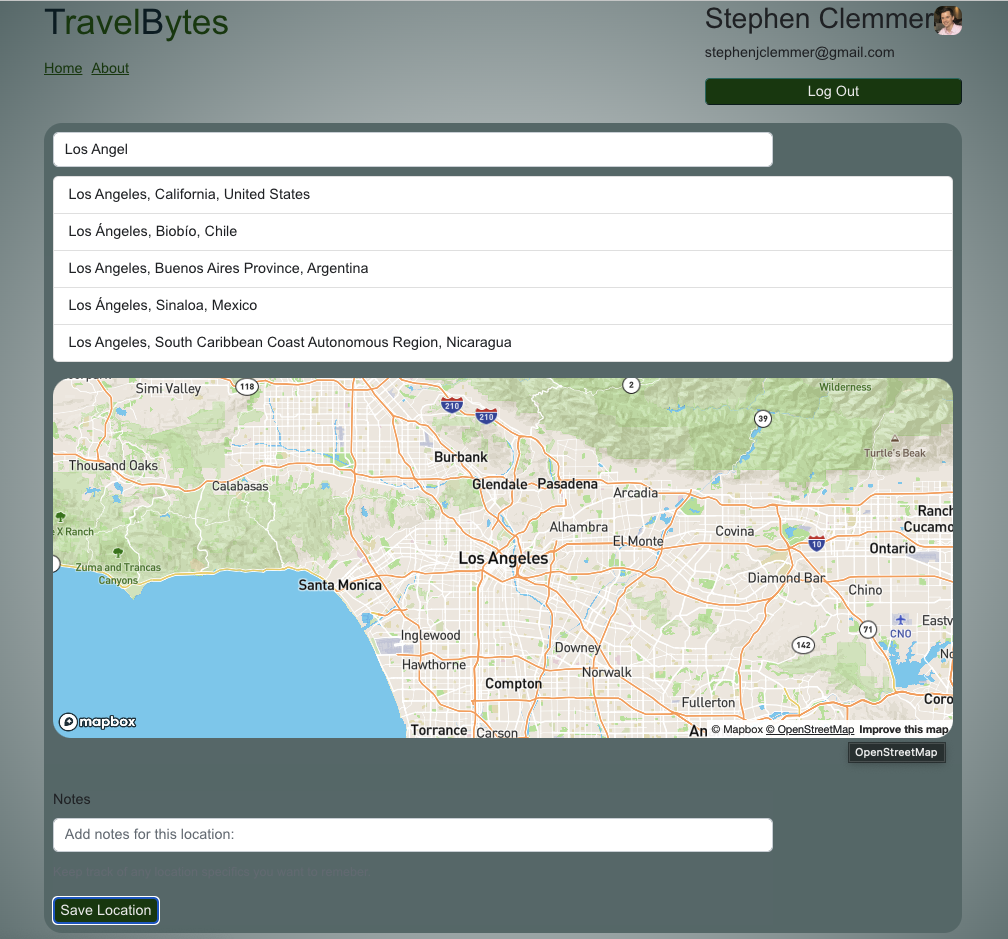 TravelBytes
Stephen Clemmer
stephenjclemmer@gmail.com
Home About
Log Out
Los Angel
Los Angeles, California, United States
Los Ángeles, Biobío, Chile
Los Angeles, Buenos Aires Province, Argentina
Los Ángeles, Sinaloa, Mexico
Los Angeles, South Caribbean Coast Autonomous Region, Nicaragua
Simi Valley
118
210
210
2
Wilderness
39
Turtle's Beak
Burbank
Thousand Oaks
Calabasas
Glendale
Pasadena
Arcadia
Ranch
Cucamo
X Ranch
Alhambra
Covina
El Monte
10
Ontario
Los Angeles
Zuma and Trancas
Canyons
Santa Monica
Diamond Bar
Chino
Inglewood
71
CNO
Eastv
Hawthorne
Downey
142
No
Norwalk
Compton
Fullerton
Coro
mapbox
Torrance
Carson
An
© Mapbox © OpenStreetMap Improve this map
OpenStreetMap
Notes
Add notes for this location:
Save Location